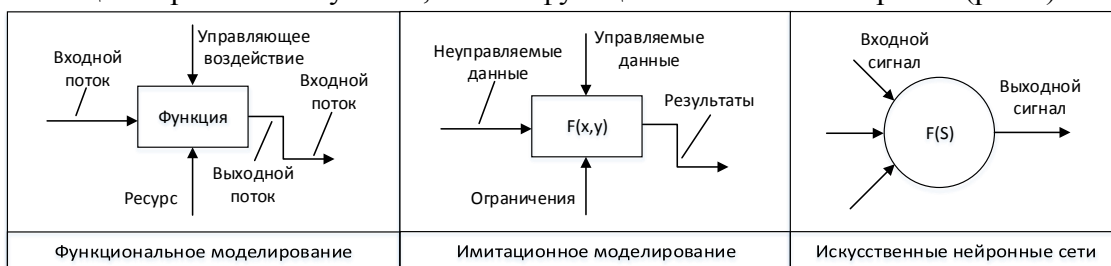 Управляющее
воздействие
Входной
поток
Входной
поток
Функция
Выходной
поток
Ресурс
Функциональное моделирование
Неуправляемые
данные
Управляемые
данные
Результаты
F(x,y)
Ограничения
Имитационное моделирование
Входной
сигнал
Выходной
сигнал
F(S)
Искусственные нейронные сети